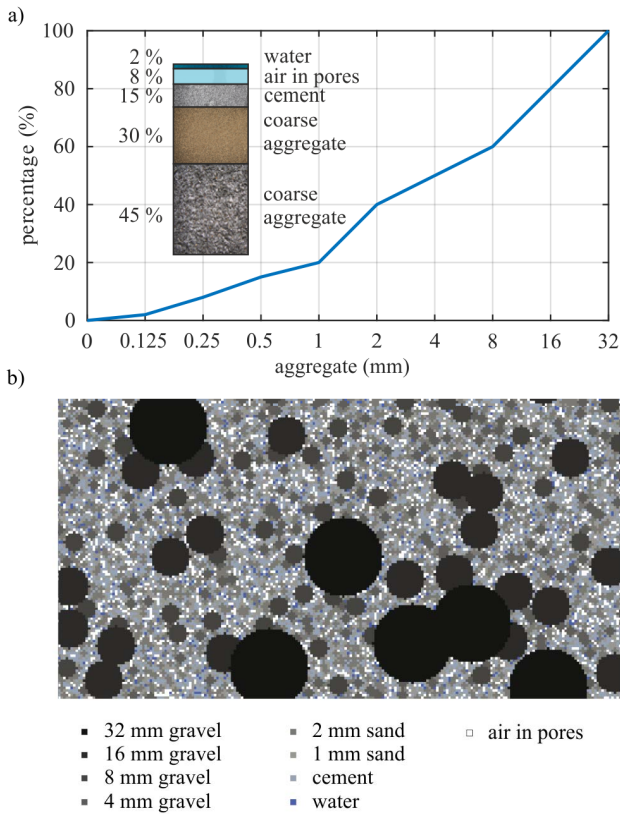 a)
100
80
60
40
20
0
percentage (%)
2 % water
8 % air in pores
15 % cement
30 % coarse aggregate
45 % coarse aggregate
0 0.125 0.25 0.5 1 2 4 8 16 32
aggregate (mm)
b)
32 mm gravel
16 mm gravel
8 mm gravel
4 mm gravel
2 mm sand
1 mm sand
cement
water
air in pores